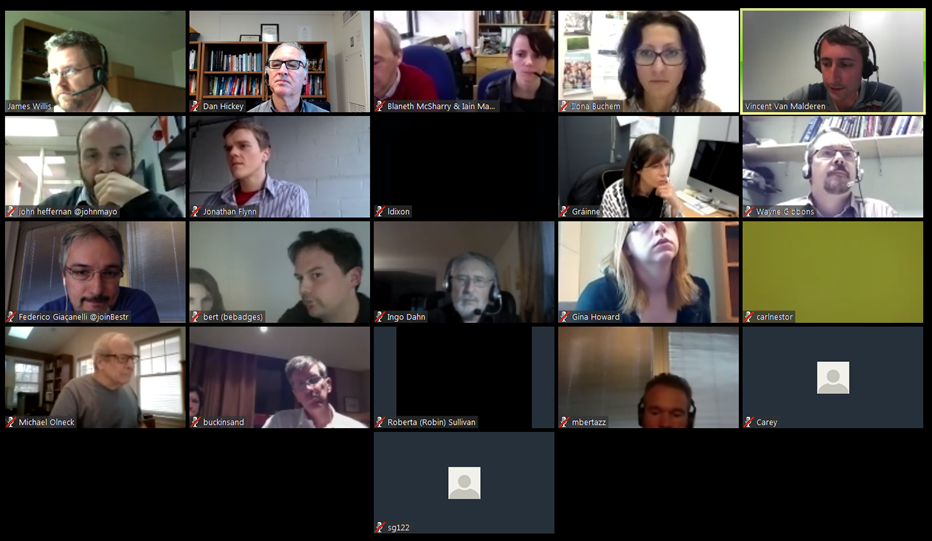 James Willis
Dan Hickey
Blaneth McSharry & Iain Ma...
Ilona Buchem
Vincent Van Malderen
john heffernan @johnmayo
Jonathan Flynn
ldixon
Gráinne
Wayne Gibbons
Federico Giacanelli @joinBestr
bert (bebadges)
Ingo Dahn
Gina Howard
carlnestor
Michael Olneck
buckinsand
Roberta (Robin) Sullivan
mbertazz
Carey
sg122